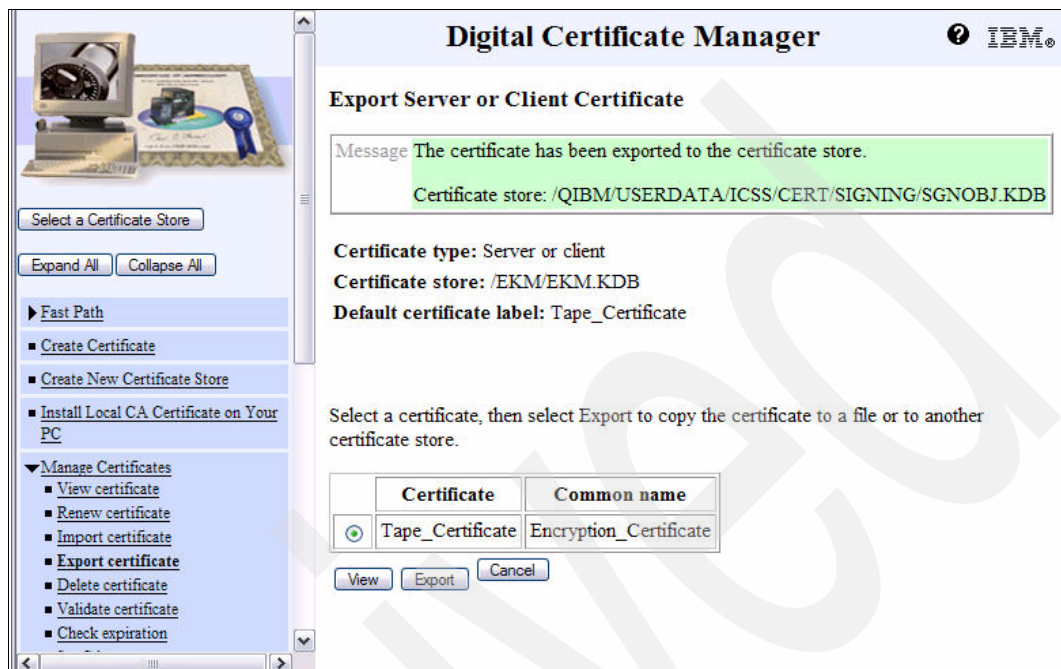 Digital Certificate Manager
IBM®
Select a Certificate Store
Expand All
Collapse All
Fast Path
Create Certificate
Create New Certificate Store
Install Local CA Certificate on Your
PC
Manage Certificates
View certificate
Renew certificate
Import certificate
Export certificate
Delete certificate
Validate certificate
Check expiration
Export Server or Client Certificate
Message The certificate has been exported to the certificate store.
Certificate store: /QIBM/USERDATA/ICSS/CERT/SIGNING/SGNOBJ.KDB
Certificate type: Server or client
Certificate store: /EKM/EKM.KDB
Default certificate label: Tape_Certificate
Select a certificate, then select Export to copy the certificate to a file or to another
certificate store.
Certificate Common name
Tape_Certificate Encryption_Certificate
View Export Cancel